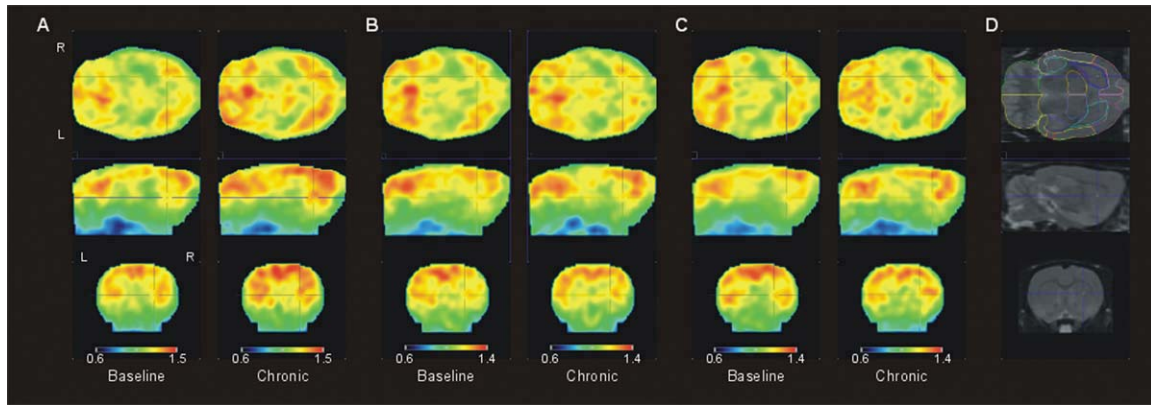 A B C D
R
L
L R
0.6 1.5 0.6 1.5 0.6 1.4 0.6 1.4 0.6 1.4 0.6 1.4
Baseline Chronic Baseline Chronic Baseline Chronic